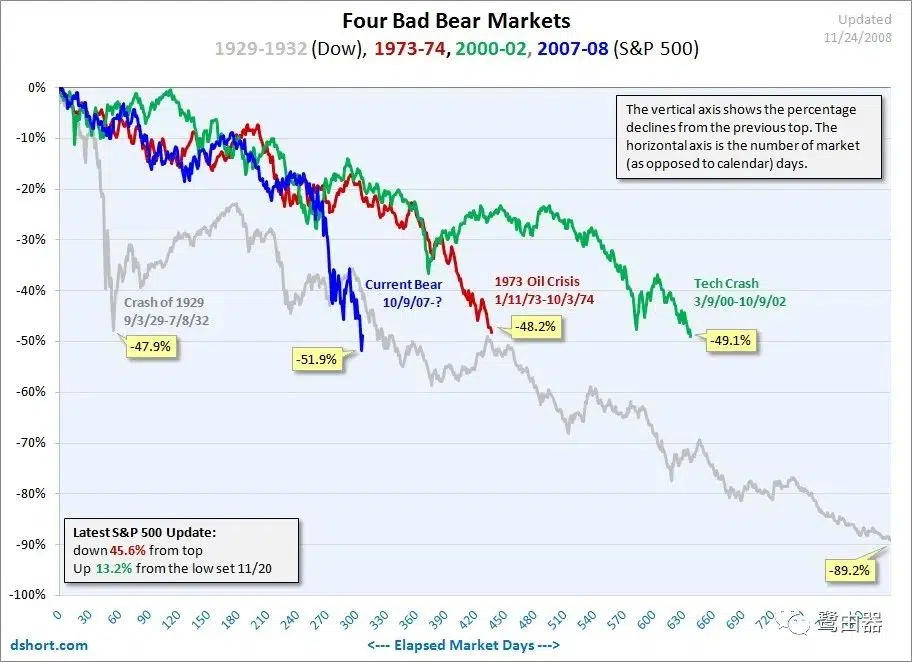 Four Bad Bear Markets
1929-1932 (Dow), 1973-74, 2000-02, 2007-08 (S&P 500)
Updated
11/24/2008
0%
-10%
-20%
-30%
-40%
-50%
-60%
-70%
-80%
-90%
-100%
The vertical axis shows the percentage
declines from the previous top. The
horizontal axis is the number of market
(as opposed to calendar) days.
Crash of 1929
9/3/29-7/8/32
-47.9%
Current Bear
10/9/07-?
-51.9%
1973 Oil Crisis
1/11/73-10/3/74
-48.2%
Tech Crash
3/9/00-10/9/02
-49.1%
-89.2%
Latest S&P 500 Update:
down 45.6% from top
Up 13.2% from the low set 11/20
0 30 60 90 120 150 180 210 240 270 300 330 360 390 420 450 480 510 540 570 600 630 660 690 720
dshort.com
<--- Elapsed Market Days --->
鹭由器